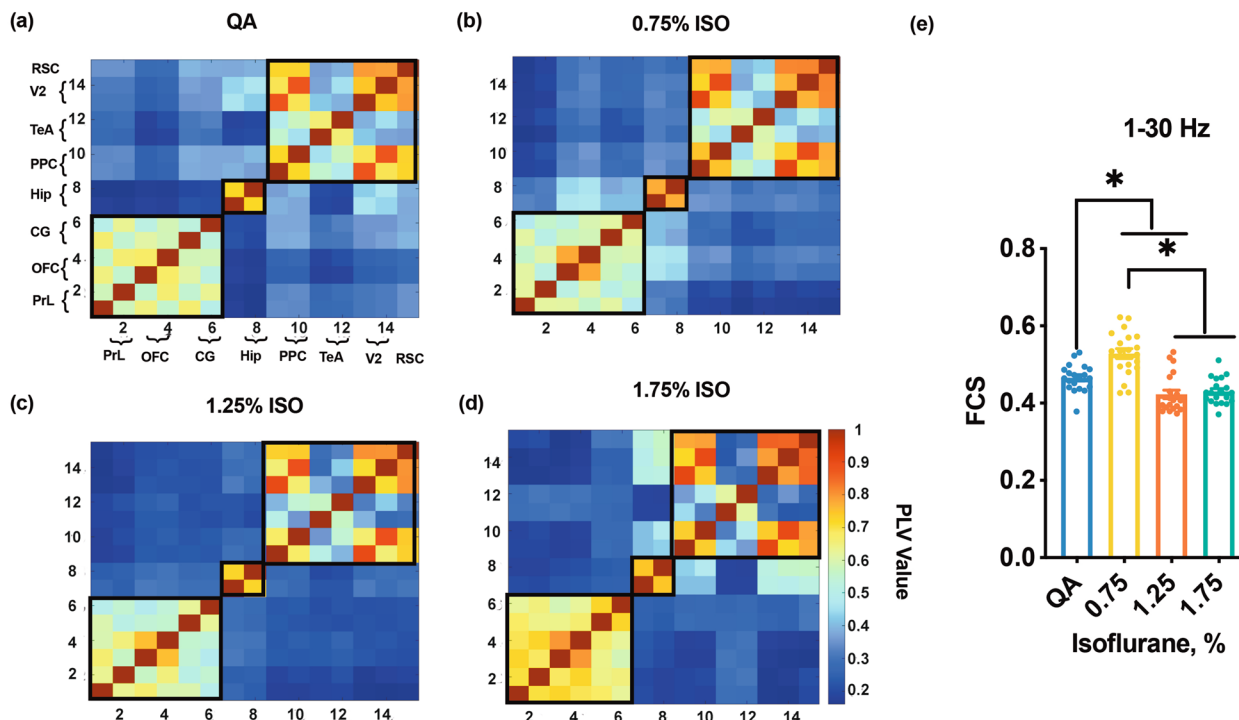 (a)
QA
RSC
V2 {
14
TeA {
12
PPC {
10
Hip {
8
CG {
6
OFC {
4
PrL {
2
2 4 6 8 10 12 14
PrL OFC CG Hip PPC TeA V2 RSC
(b)
0.75% ISO
14
12
10
8
6
4
2
2 4 6 8 10 12 14
(c)
1.25% ISO
14
12
10
8
6
4
2
2 4 6 8 10 12 14
(d)
1.75% ISO
14
12
10
8
6
4
2
2 4 6 8 10 12 14
1
0.9
0.8
0.7
0.6
0.5
0.4
0.3
0.2
PLV Value
(e)
1-30 Hz
*
*
0.8
0.6
0.4
0.2
0.0
FCS
QA 0.75 1.25 1.75
Isoflurane, %